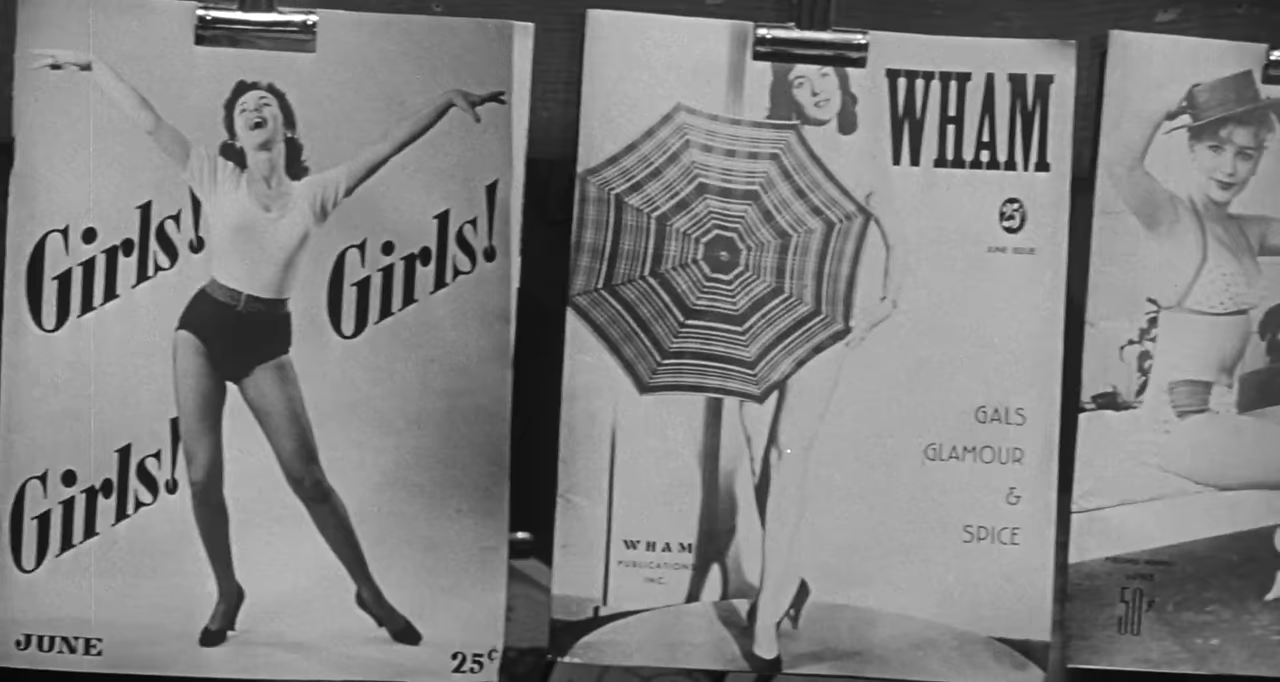 Girls!
Girls!
Girls!
JUNE
25¢
WHAM
25
JUNE ISSUE
GALS
GLAMOUR
&
SPICE
WHAM
PUBLICATIONS
INC.
50¢